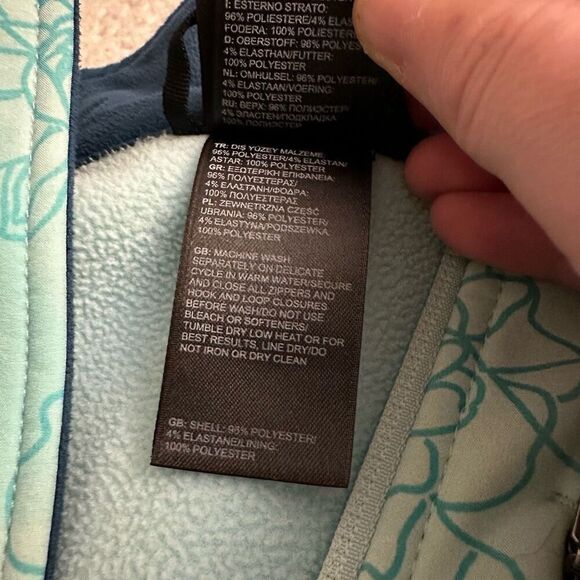 I: ESTERNO STRATO:
96% POLIESTERE/4% ELASTAN
FODERA: 100% POLIESTERE
D: OBERSTOFF: 96% POLYESTER
4% ELASTHAN/FUTTER:
100% POLYESTER
NL: OMHULSEL: 96% POLYESTER
4% ELASTAAN/VOERING:
100% POLYESTER
RU: ВЕРХ: 96% ПОЛИЭСТЕР
4% ЭЛАСТАН/ПОДКЛАДКА
100% ПОЛИЭСТЕР
TR: DIŞ YÜZEY MALZEME:
96% POLYESTER/4% ELASTAN/
ASTAR: 100% POLYESTER
GR: ΕΞΩΤΕΡΙΚΗ ΕΠΙΦΑΝΕΙΑ:
96% ΠΟΛΥΕΣΤΕΡΑΣ/
4% ΕΛΑΣΤΑΝΗ/ΦΟΔΡΑ:
100% ΠΟΛΥΕΣΤΕΡΑΣ
PL: ZEWNĘTRZNA CZĘŚĆ
UBRANIA: 96% POLYESTER/
4% ELASTYNA/PODSZEWKA:
100% POLYESTER
GB: MACHINE WASH
SEPARATELY ON DELICATE
CYCLE IN WARM WATER/SECURE
AND CLOSE ALL ZIPPERS AND
HOOK AND LOOP CLOSURES
BEFORE WASH/DO NOT USE
BLEACH OR SOFTENERS/
TUMBLE DRY LOW HEAT OR FOR
BEST RESULTS, LINE DRY/DO
NOT IRON OR DRY CLEAN
GB: SHELL: 96% POLYESTER/
4% ELASTANE/LINING:
100% POLYESTER